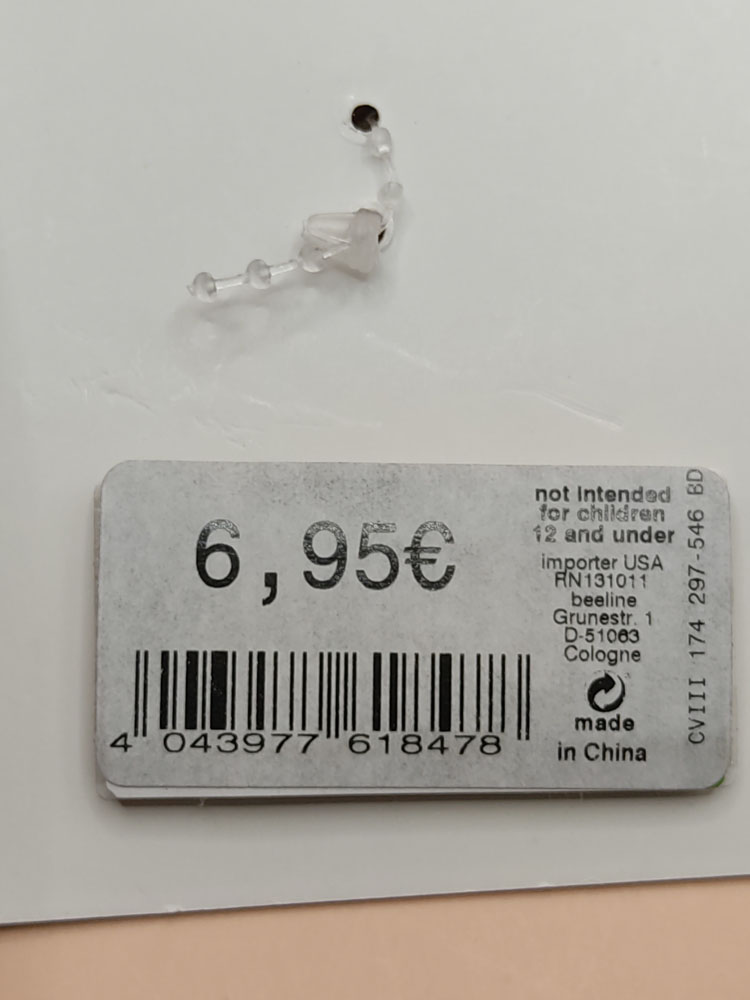 6,95€
4 043977 618478
not intended
for children
12 and under
importer USA
RN131011
beeline
Grunestr. 1
D-51063
Cologne
made
in China
CVIII 174 297-546 BD